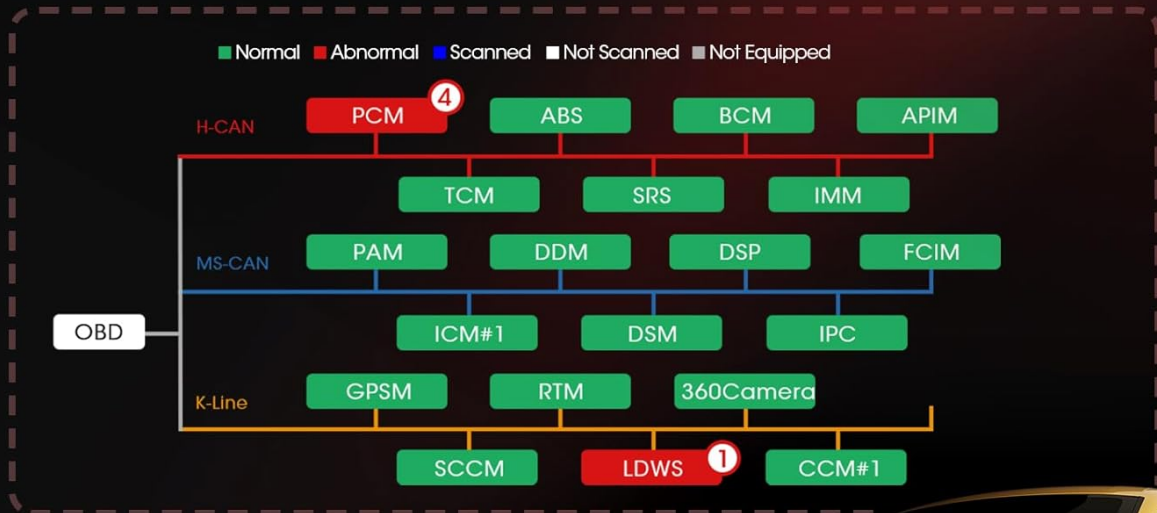 Normal Abnormal Scanned Not Scanned Not Equipped
H-CAN
PCM 4 ABS BCM APIM
TCM SRS IMM
MS-CAN
PAM DDM DSP FCIM
OBD
ICM#1 DSM IPC
K-Line
GPSM RTM 360Camera
SCCM LDWS 1 CCM#1